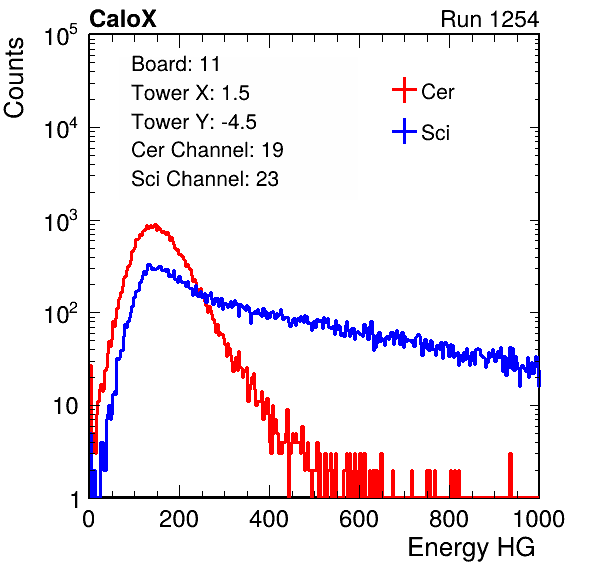 CaloX Run 1254
Counts
10^5
10^4
10^3
10^2
10
1
Board: 11
Tower X: 1.5
Tower Y: -4.5
Cer Channel: 19
Sci Channel: 23
Cer
Sci
0 200 400 600 800 1000
Energy HG